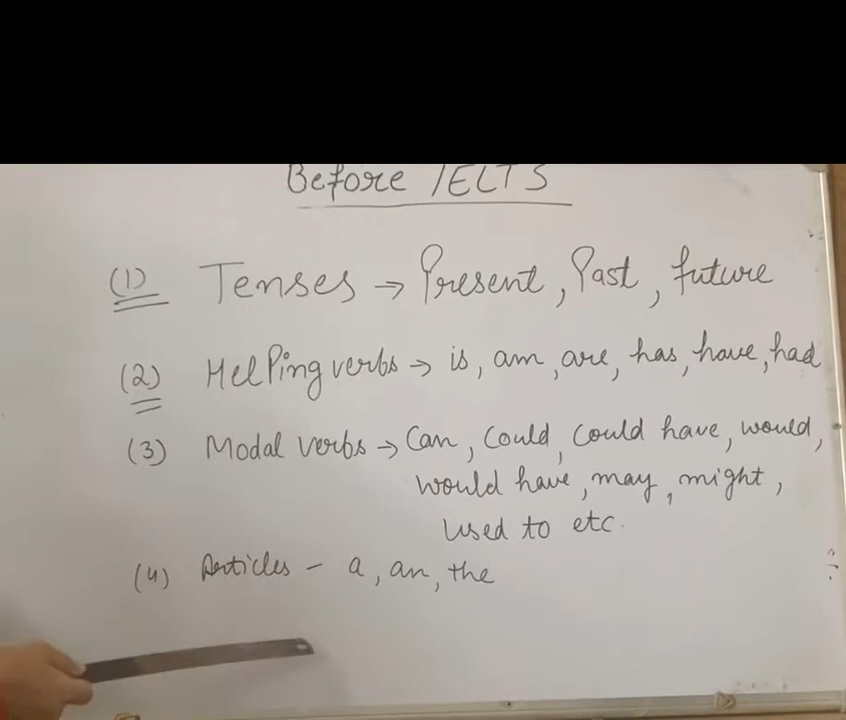 Before IELTS
(1) Tenses → Present, Past, future
(2) Helping verbs → is, am, are, has, have, had
(3) Modal verbs → Can, Could, Could have, would,
would have, may, might,
Used to etc.
(4) Articles – a, an, the